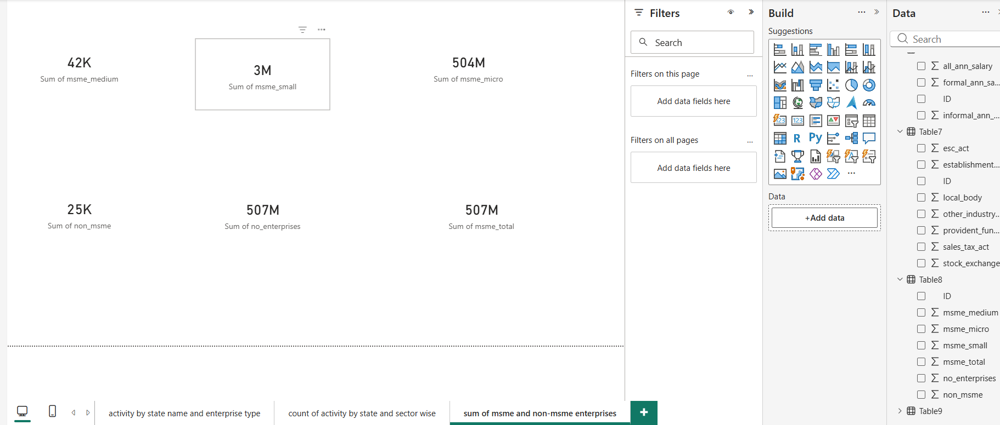 42K
Sum of msme_medium
3M
Sum of msme_small
504M
Sum of msme_micro
25K
Sum of non_msme
507M
Sum of no_enterprises
507M
Sum of msme_total
activity by state name and enterprise type
count of activity by state and sector wise
sum of msme and non-msme enterprises
+
Filters
Search
Filters on this page
...
Add data fields here
Filters on all pages
...
Add data fields here
Build
Suggestions
123
123
R
Py
Data
+Add data
Data
Search
all_ann_salary
formal_ann_sa...
ID
informal_ann_...
Table7
esc_act
establishment...
ID
local_body
other_industry...
provident_fun...
sales_tax_act
stock_exchange
Table8
ID
msme_medium
msme_micro
msme_small
msme_total
no_enterprises
non_msme
Table9